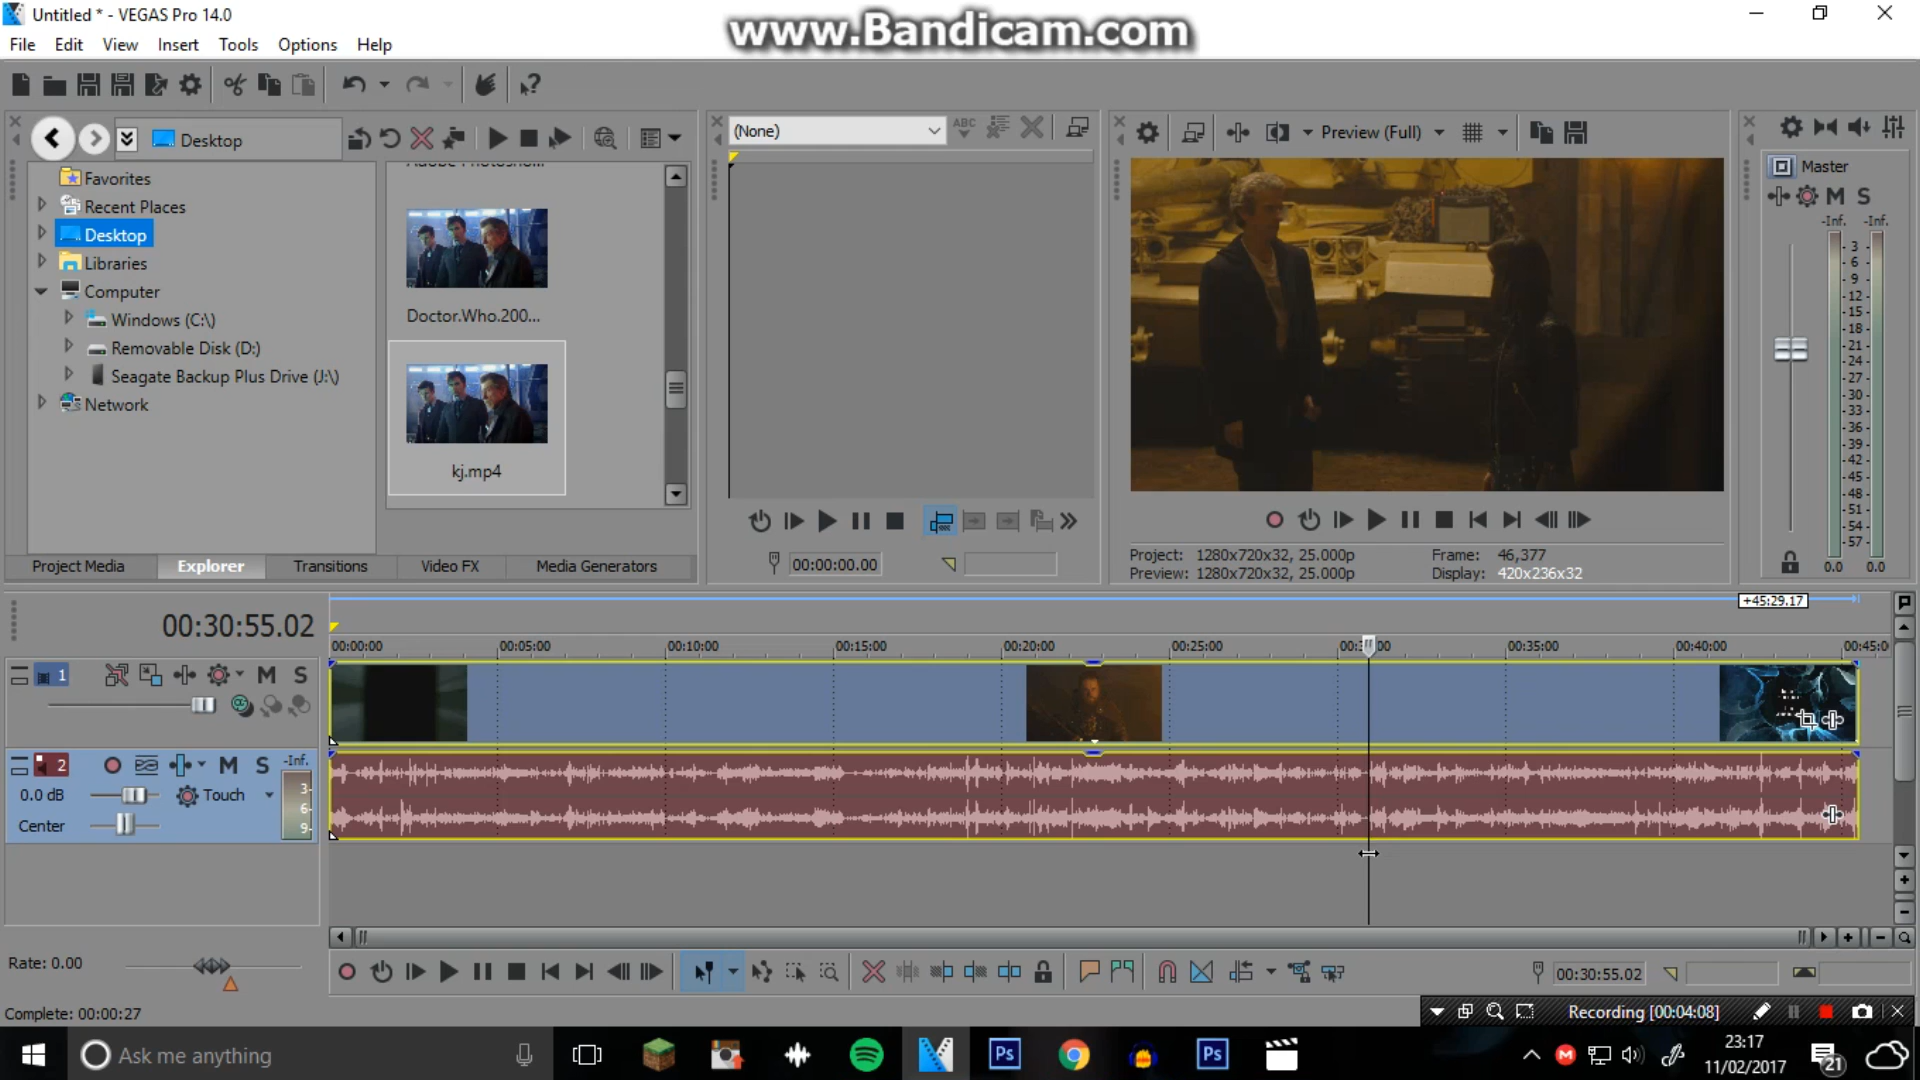 Untitled * - VEGAS Pro 14.0
www.Bandicam.com
File Edit View Insert Tools Options Help
Desktop
Favorites
Recent Places
Desktop
Libraries
Computer
Windows (C:\)
Removable Disk (D:)
Seagate Backup Plus Drive (J:\)
Network
Doctor.Who.200...
kj.mp4
Project Media Explorer Transitions Video FX Media Generators
(None)
00:00:00.00
Preview (Full)
Project: 1280x720x32, 25.000p Frame: 46,377
Preview: 1280x720x32, 25.000p Display: 420x236x32
Master
M S
-Inf. -Inf.
3
6
9
12
15
18
21
24
27
30
33
36
39
42
45
48
51
54
57
0.0 0.0
+45:29.17
00:30:55.02
00:00:00 00:05:00 00:10:00 00:15:00 00:20:00 00:25:00 00:35:00 00:40:00 00:45:0
1 M S
2 M S -Inf.
0.0 dB Touch 3
6
Center 9
Rate: 0.00
00:30:55.02
Complete: 00:00:27
Recording [00:04:08]
Ask me anything
Ps
Ps
23:17
11/02/2017
21